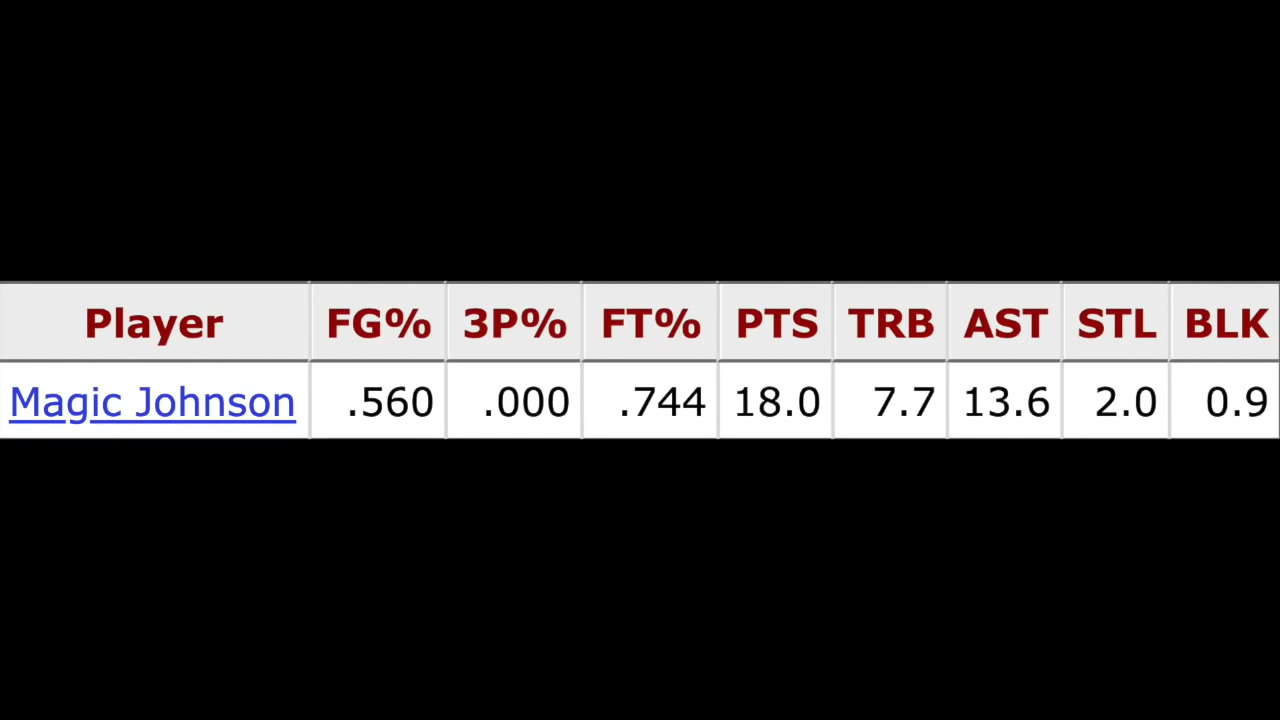 Player FG% 3P% FT% PTS TRB AST STL BLK
Magic Johnson .560 .000 .744 18.0 7.7 13.6 2.0 0.9